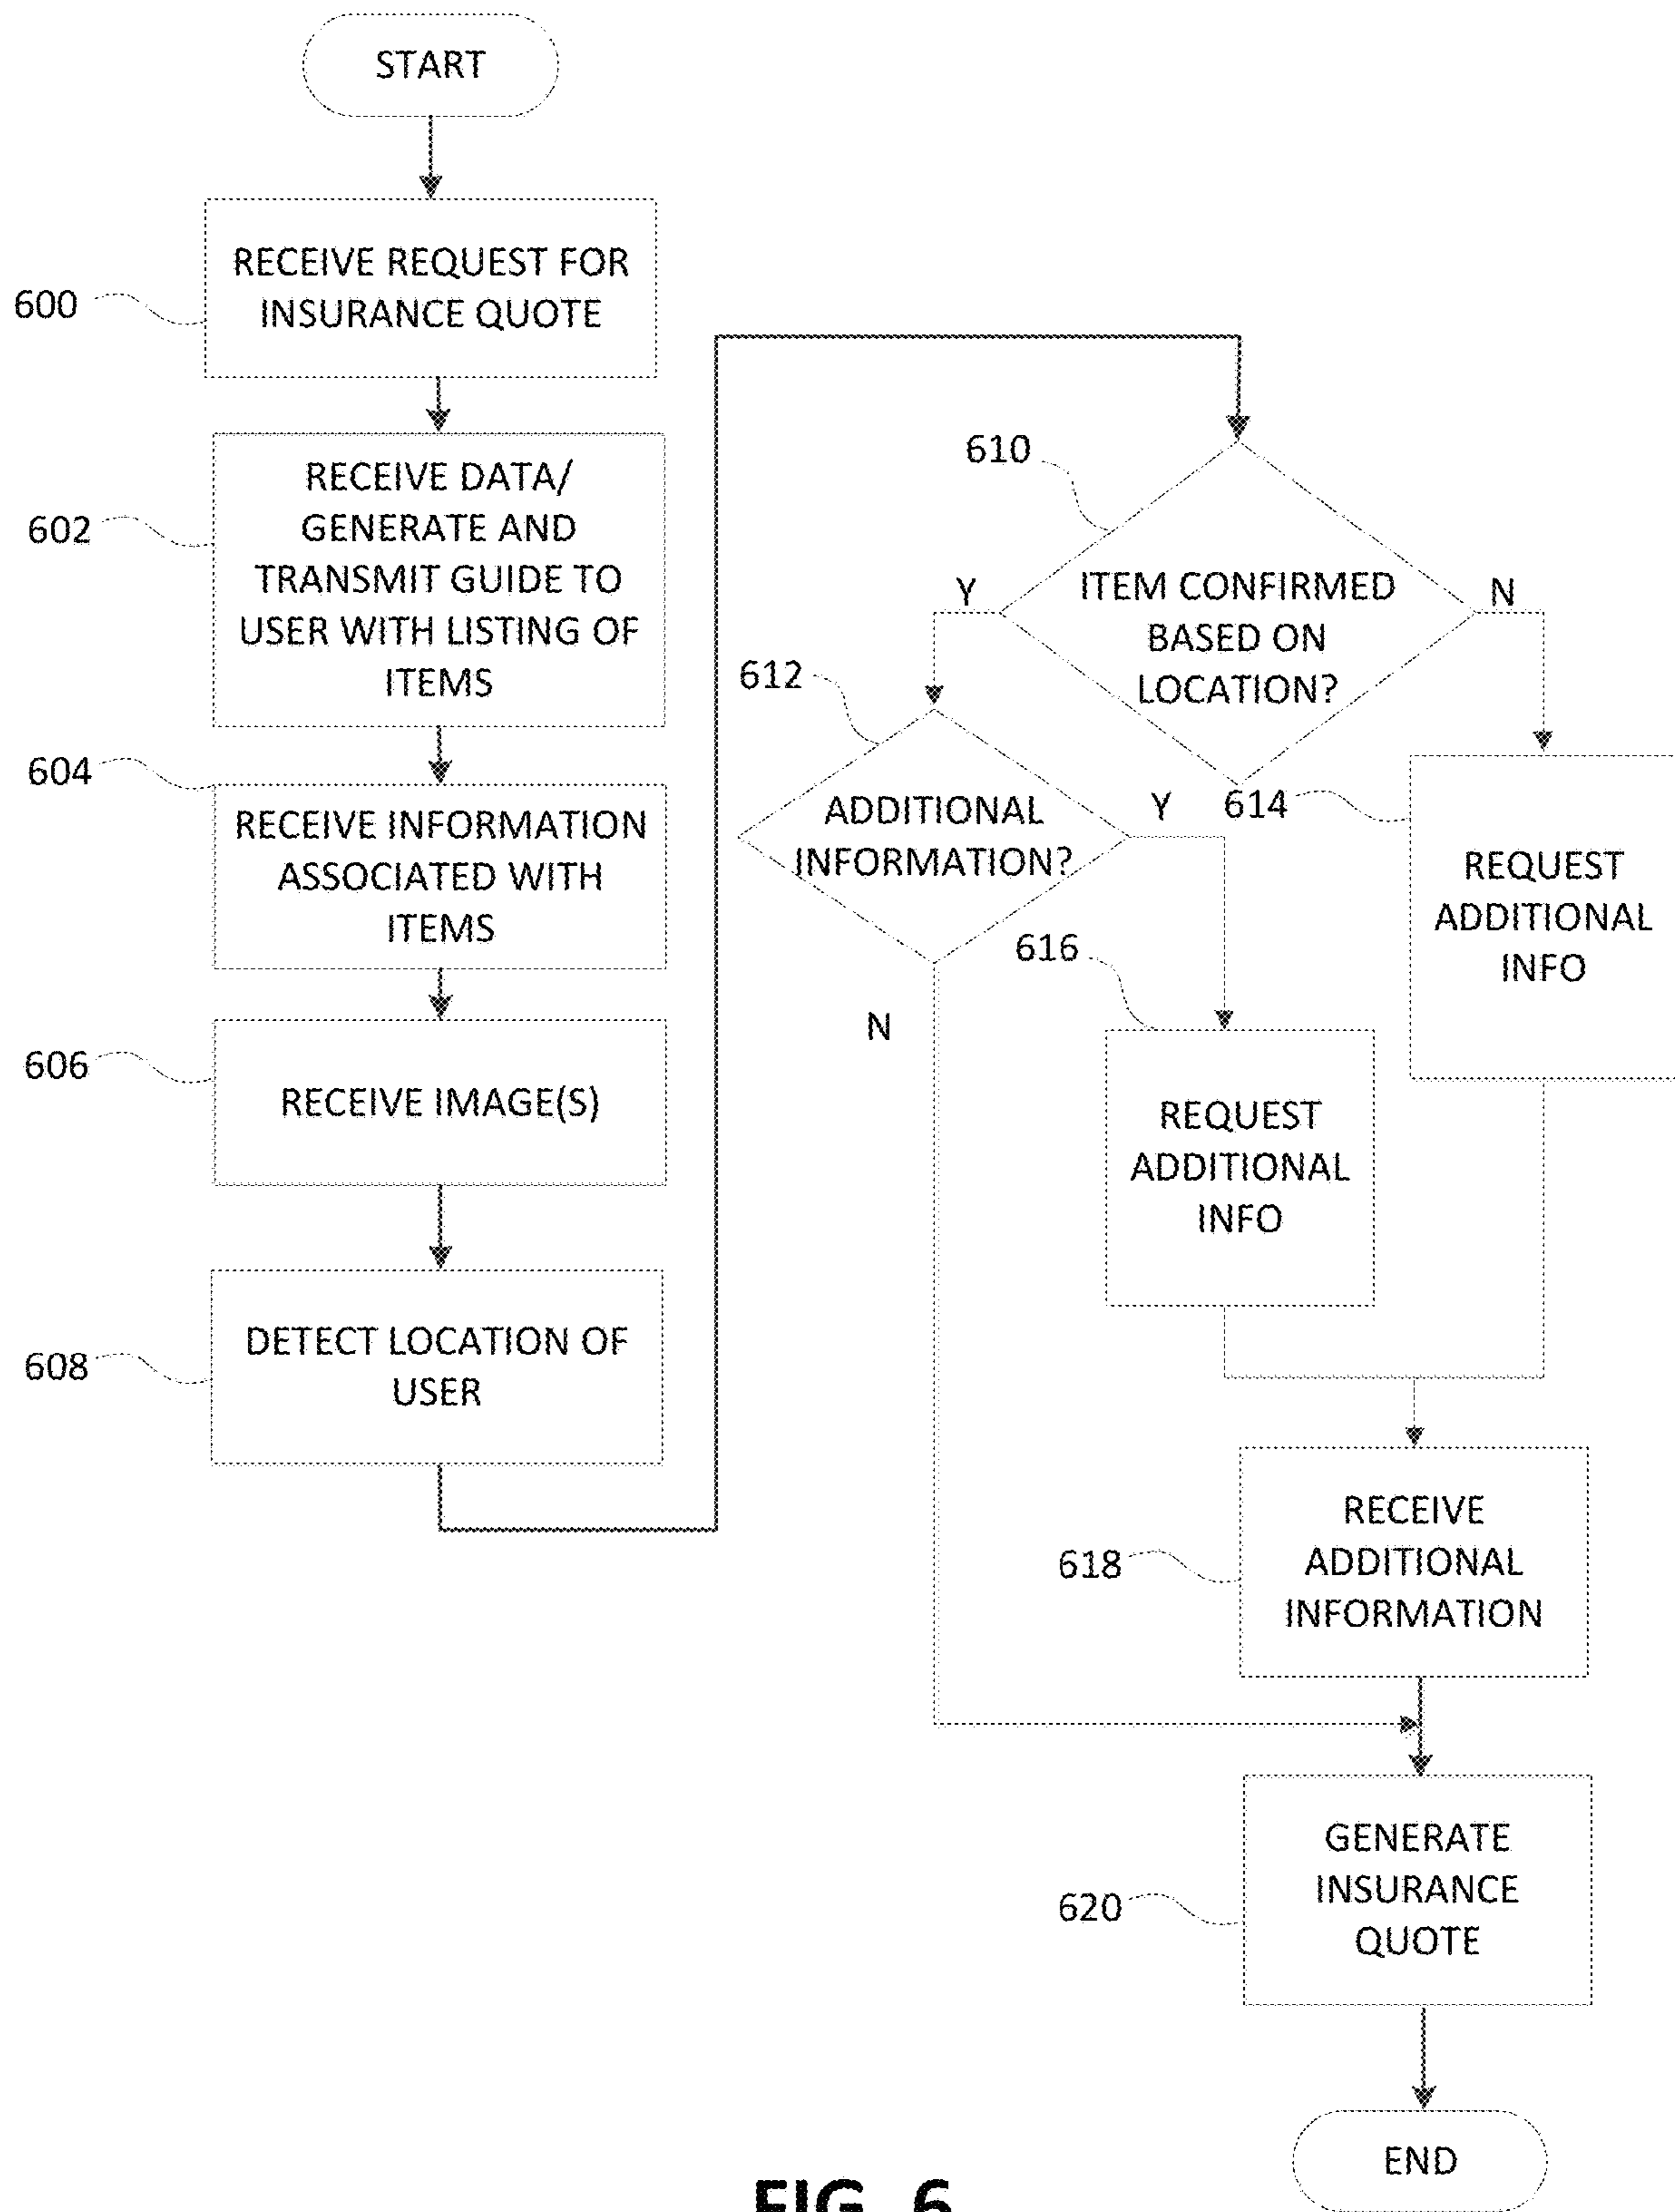 START
600
RECEIVE REQUEST FOR
INSURANCE QUOTE
602
RECEIVE DATA/
GENERATE AND
TRANSMIT GUIDE TO
USER WITH LISTING OF
ITEMS
604
RECEIVE INFORMATION
ASSOCIATED WITH
ITEMS
606
RECEIVE IMAGE(S)
608
DETECT LOCATION OF
USER
610
ITEM CONFIRMED
BASED ON
LOCATION?
Y
N
612
ADDITIONAL
INFORMATION?
Y
N
614
REQUEST
ADDITIONAL
INFO
616
REQUEST
ADDITIONAL
INFO
618
RECEIVE
ADDITIONAL
INFORMATION
620
GENERATE
INSURANCE
QUOTE
END
FIG. 6